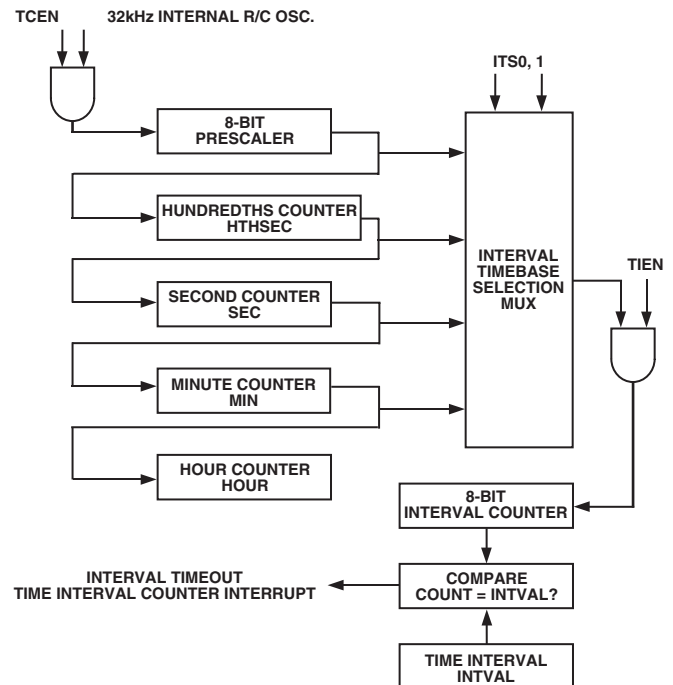 TCEN 32kHz INTERNAL R/C OSC.
ITS0, 1
8-BIT
PRESCALER
HUNDREDTHS COUNTER
HTHSEC
INTERVAL
TIMEBASE
SELECTION
MUX
TIEN
SECOND COUNTER
SEC
MINUTE COUNTER
MIN
HOUR COUNTER
HOUR
8-BIT
INTERVAL COUNTER
INTERVAL TIMEOUT
TIME INTERVAL COUNTER INTERRUPT
COMPARE
COUNT = INTVAL?
TIME INTERVAL
INTVAL